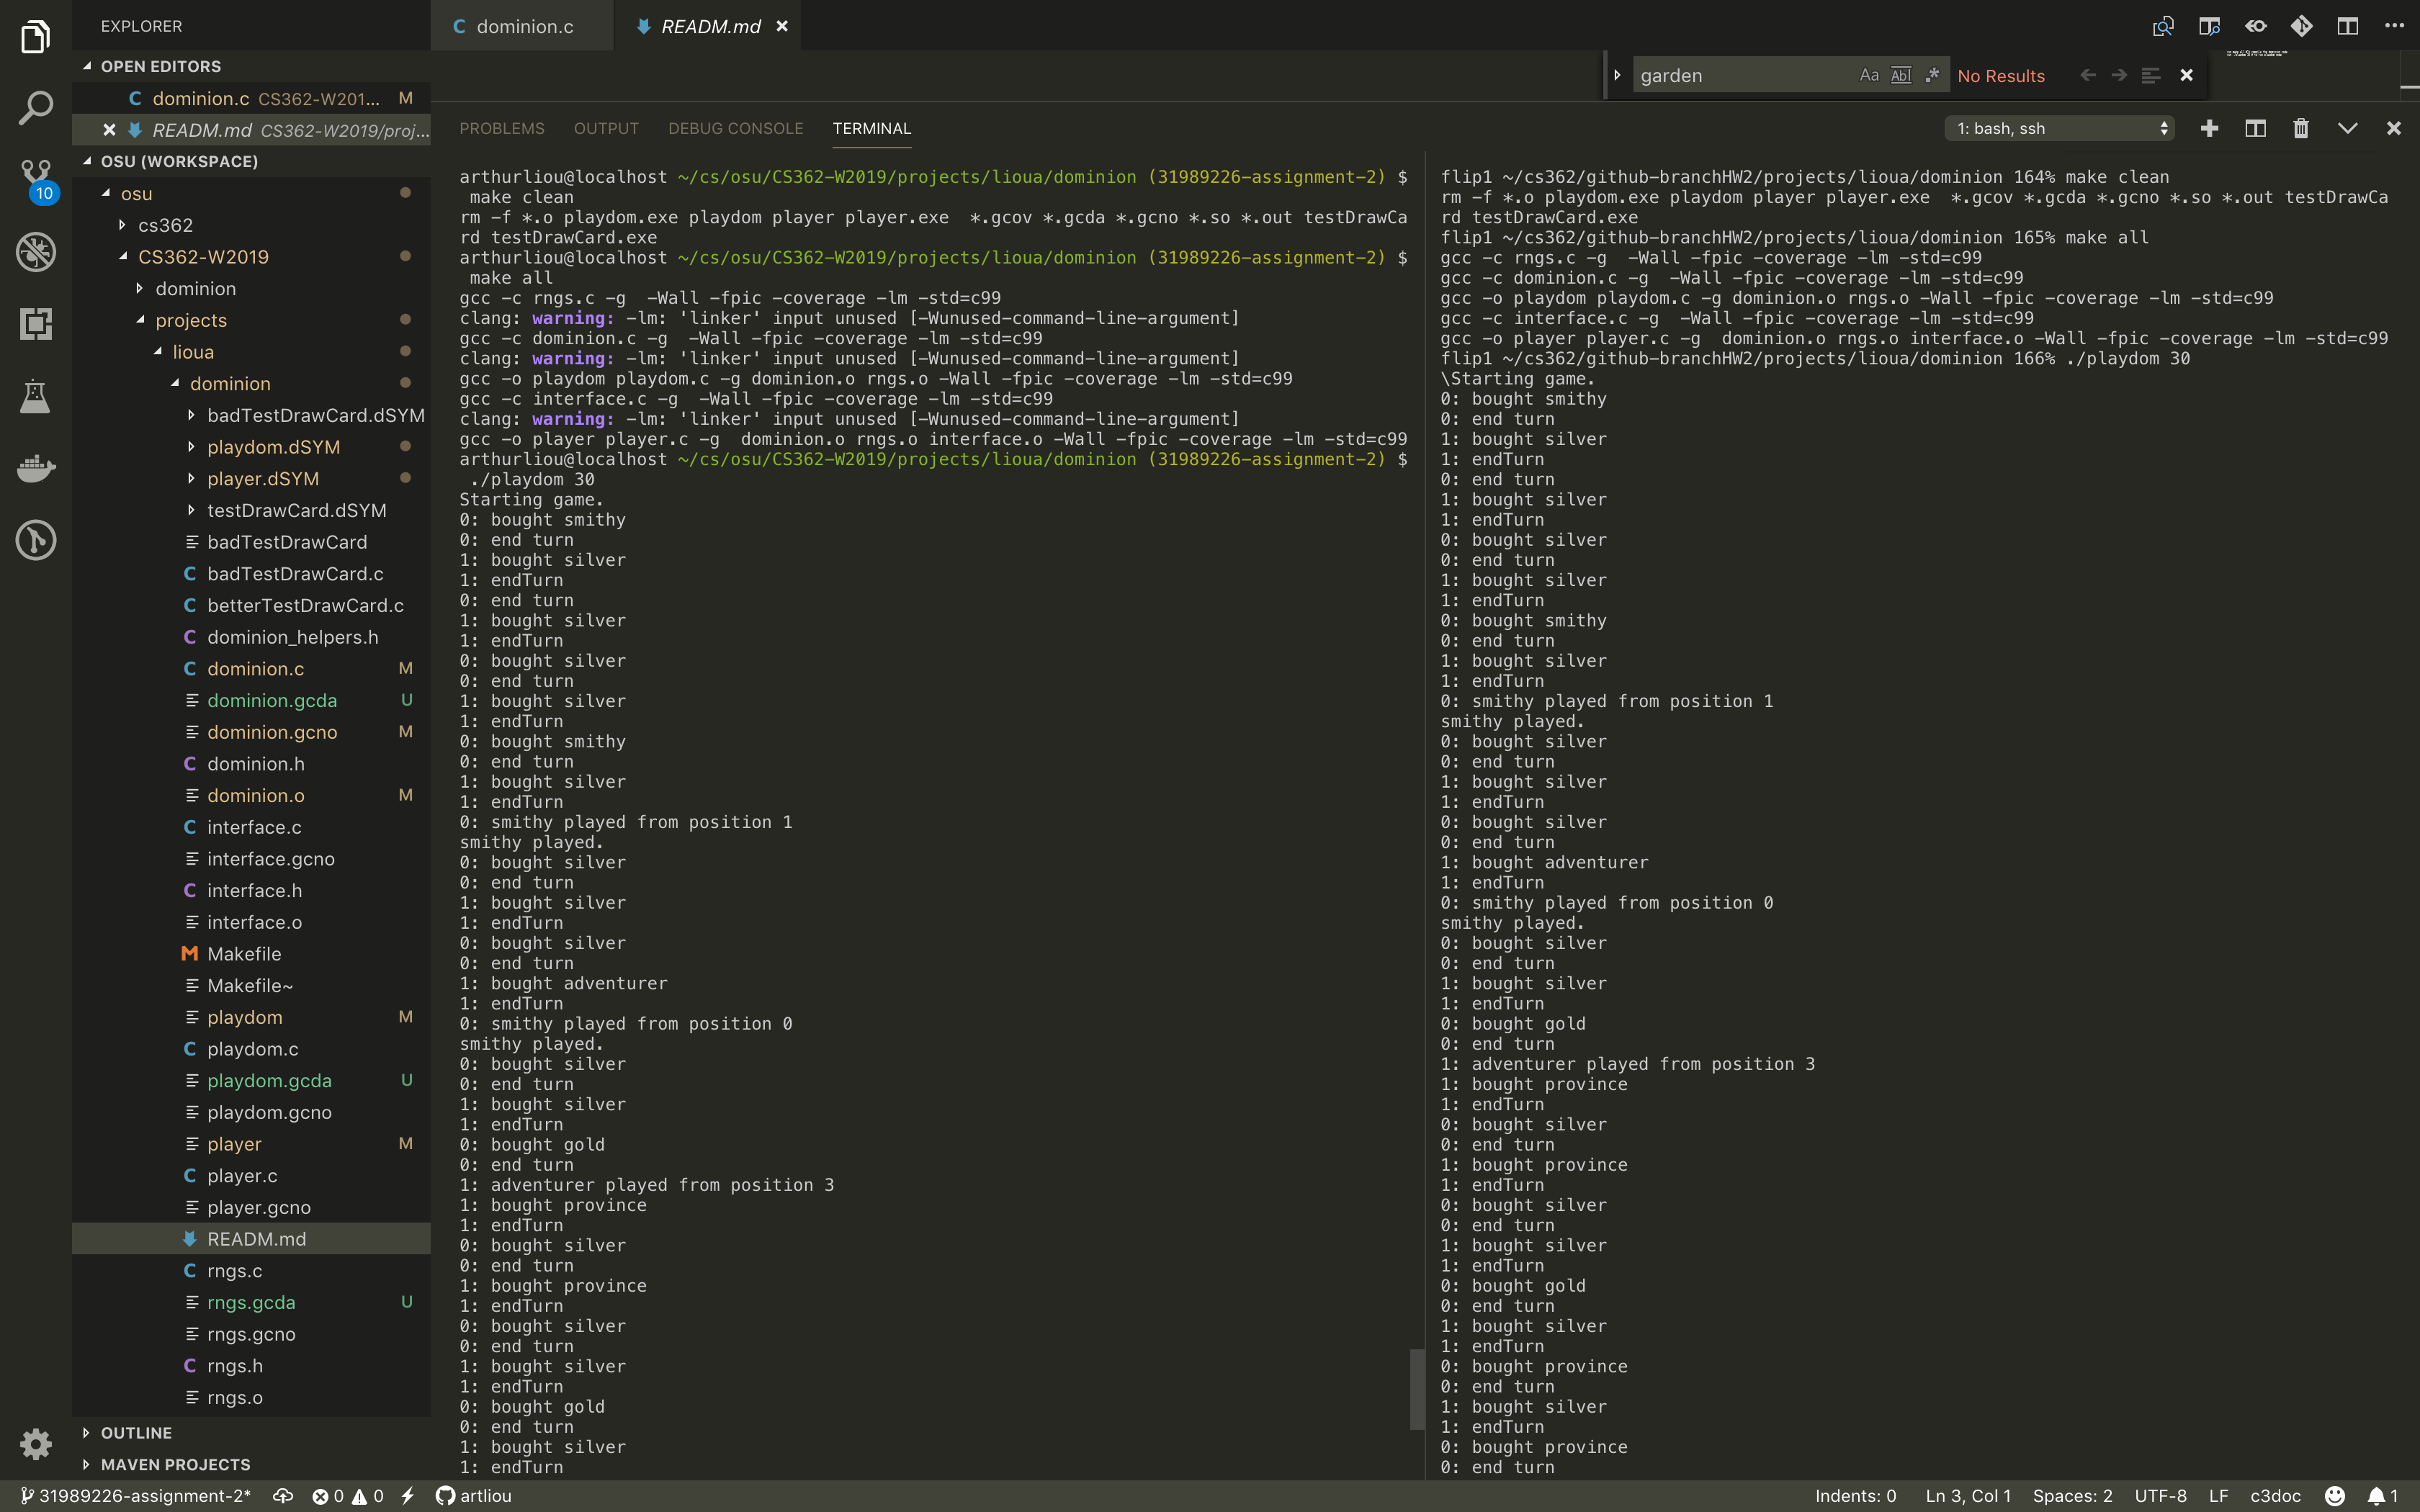 EXPLORER
OPEN EDITORS
dominion.c CS362-W201... M
READM.md CS362-W2019/proj...
OSU (WORKSPACE)
osu
cs362
CS362-W2019
dominion
projects
lioua
dominion
badTestDrawCard.dSYM
playdom.dSYM
player.dSYM
testDrawCard.dSYM
badTestDrawCard
badTestDrawCard.c
betterTestDrawCard.c
dominion_helpers.h
dominion.c M
dominion.gcda U
dominion.gcno M
dominion.h
dominion.o M
interface.c
interface.gcno
interface.h
interface.o
Makefile
Makefile~
playdom M
playdom.c
playdom.gcda U
playdom.gcno
player M
player.c
player.gcno
READM.md
rngs.c
rngs.gcda U
rngs.gcno
rngs.h
rngs.o
OUTLINE
MAVEN PROJECTS
10
dominion.c READM.md
garden Aa Abl .* No Results
PROBLEMS OUTPUT DEBUG CONSOLE TERMINAL 1: bash, ssh
arthurliou@localhost ~/cs/osu/CS362-W2019/projects/lioua/dominion (31989226-assignment-2) $
make clean
rm -f *.o playdom.exe playdom player player.exe  *.gcov *.gcda *.gcno *.so *.out testDrawCa
rd testDrawCard.exe
arthurliou@localhost ~/cs/osu/CS362-W2019/projects/lioua/dominion (31989226-assignment-2) $
make all
gcc -c rngs.c -g  -Wall -fpic -coverage -lm -std=c99
clang: warning: -lm: 'linker' input unused [-Wunused-command-line-argument]
gcc -c dominion.c -g  -Wall -fpic -coverage -lm -std=c99
clang: warning: -lm: 'linker' input unused [-Wunused-command-line-argument]
gcc -o playdom playdom.c -g dominion.o rngs.o -Wall -fpic -coverage -lm -std=c99
gcc -c interface.c -g  -Wall -fpic -coverage -lm -std=c99
clang: warning: -lm: 'linker' input unused [-Wunused-command-line-argument]
gcc -o player player.c -g  dominion.o rngs.o interface.o -Wall -fpic -coverage -lm -std=c99
arthurliou@localhost ~/cs/osu/CS362-W2019/projects/lioua/dominion (31989226-assignment-2) $
./playdom 30
Starting game.
0: bought smithy
0: end turn
1: bought silver
1: endTurn
0: end turn
1: bought silver
1: endTurn
0: bought silver
0: end turn
1: bought silver
1: endTurn
0: bought smithy
0: end turn
1: bought silver
1: endTurn
0: smithy played from position 1
smithy played.
0: bought silver
0: end turn
1: bought silver
1: endTurn
0: bought silver
0: end turn
1: bought adventurer
1: endTurn
0: smithy played from position 0
smithy played.
0: bought silver
0: end turn
1: bought silver
1: endTurn
0: bought gold
0: end turn
1: adventurer played from position 3
1: bought province
1: endTurn
0: bought silver
0: end turn
1: bought province
1: endTurn
0: bought silver
0: end turn
1: bought silver
1: endTurn
0: bought gold
0: end turn
1: bought silver
1: endTurn
flip1 ~/cs362/github-branchHW2/projects/lioua/dominion 164% make clean
rm -f *.o playdom.exe playdom player player.exe  *.gcov *.gcda *.gcno *.so *.out testDrawCa
rd testDrawCard.exe
flip1 ~/cs362/github-branchHW2/projects/lioua/dominion 165% make all
gcc -c rngs.c -g  -Wall -fpic -coverage -lm -std=c99
gcc -c dominion.c -g  -Wall -fpic -coverage -lm -std=c99
gcc -o playdom playdom.c -g dominion.o rngs.o -Wall -fpic -coverage -lm -std=c99
gcc -c interface.c -g  -Wall -fpic -coverage -lm -std=c99
gcc -o player player.c -g  dominion.o rngs.o interface.o -Wall -fpic -coverage -lm -std=c99
flip1 ~/cs362/github-branchHW2/projects/lioua/dominion 166% ./playdom 30
\Starting game.
0: bought smithy
0: end turn
1: bought silver
1: endTurn
0: end turn
1: bought silver
1: endTurn
0: bought silver
0: end turn
1: bought silver
1: endTurn
0: bought smithy
0: end turn
1: bought silver
1: endTurn
0: smithy played from position 1
smithy played.
0: bought silver
0: end turn
1: bought silver
1: endTurn
0: bought silver
0: end turn
1: bought adventurer
1: endTurn
0: smithy played from position 0
smithy played.
0: bought silver
0: end turn
1: bought silver
1: endTurn
0: bought gold
0: end turn
1: adventurer played from position 3
1: bought province
1: endTurn
0: bought silver
0: end turn
1: bought province
1: endTurn
0: bought silver
0: end turn
1: bought silver
1: endTurn
0: bought gold
0: end turn
1: bought silver
1: endTurn
0: bought province
0: end turn
1: bought silver
1: endTurn
0: bought province
0: end turn
31989226-assignment-2* 0 0 artliou Indents: 0 Ln 3, Col 1 Spaces: 2 UTF-8 LF c3doc 1